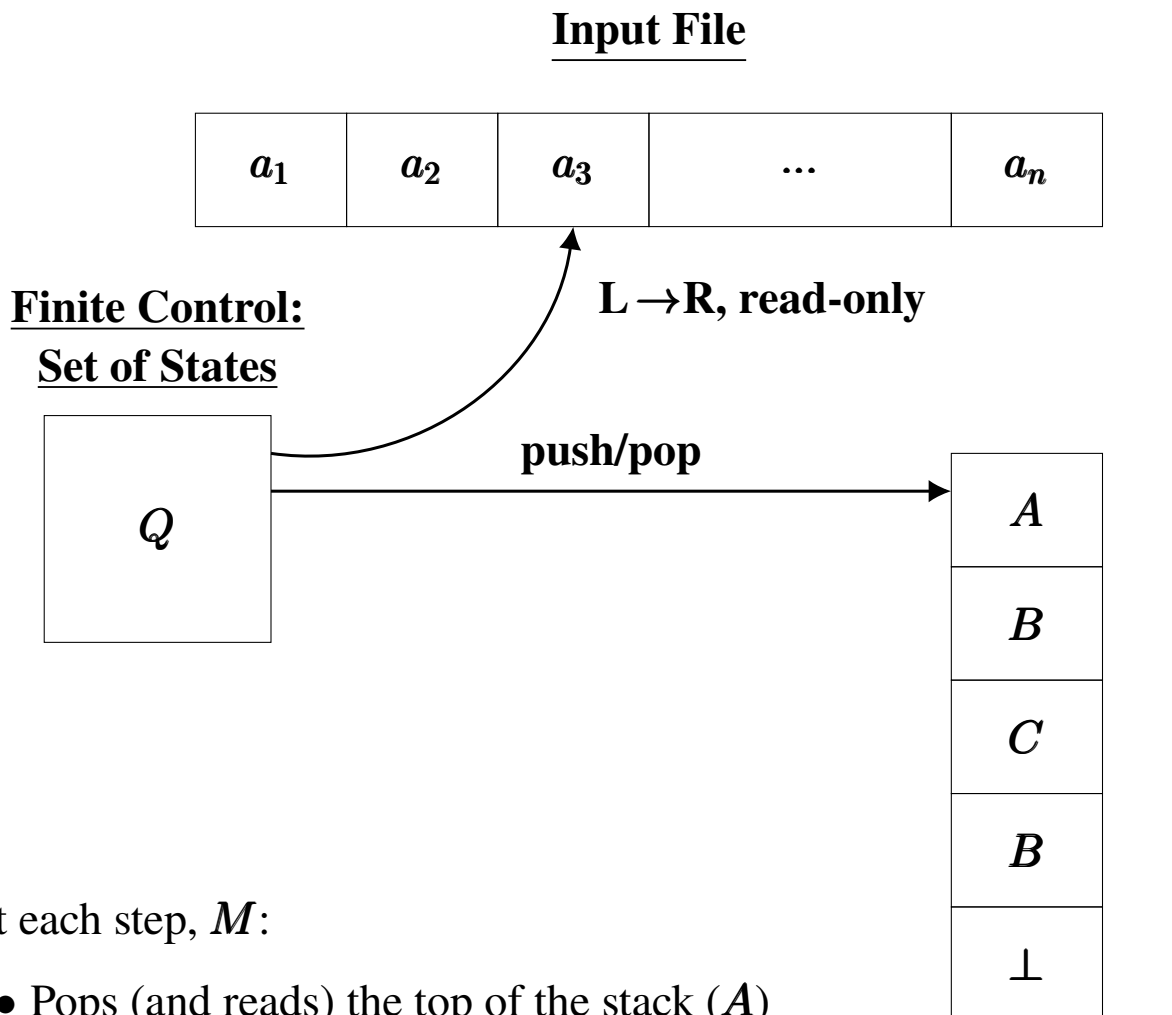 Input File
a₁ a₂ a₃ ... aₙ
L→R, read-only
Finite Control:
Set of States
push/pop
Q
A
B
C
B
⊥
t each step, M:
• Pops (and reads) the top of the stack (A)